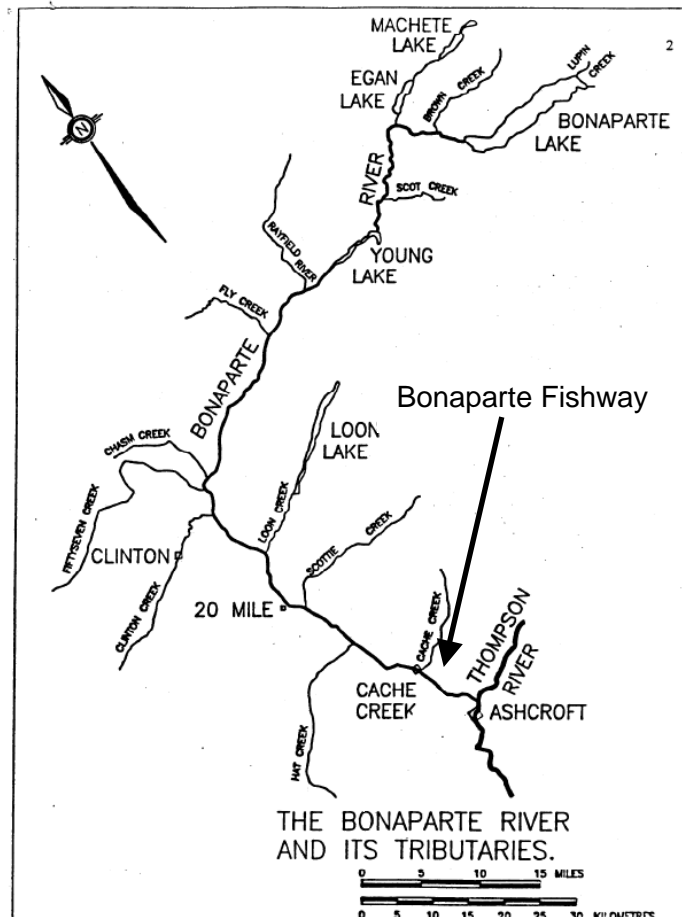 2
MACHETE
LAKE
EGAN
LAKE
BROWN CREEK
LUPIN
CREEK
BONAPARTE
LAKE
N
RIVER
SCOT CREEK
YOUNG
LAKE
RAYFIELD
RIVER
FLY CREEK
BONAPARTE
Bonaparte Fishway
LOON
LAKE
CHASM CREEK
FIFTYSEVEN CREEK
CLINTON
LOON CREEK
SCOTTIE CREEK
CLINTON CREEK
20 MILE
CACHE CREEK
THOMPSON
RIVER
CACHE
CREEK
ASHCROFT
HAT CREEK
THE BONAPARTE RIVER
AND ITS TRIBUTARIES.
0 5 10 15 MILES
0 5 10 15 20 25 30 KILOMETRES